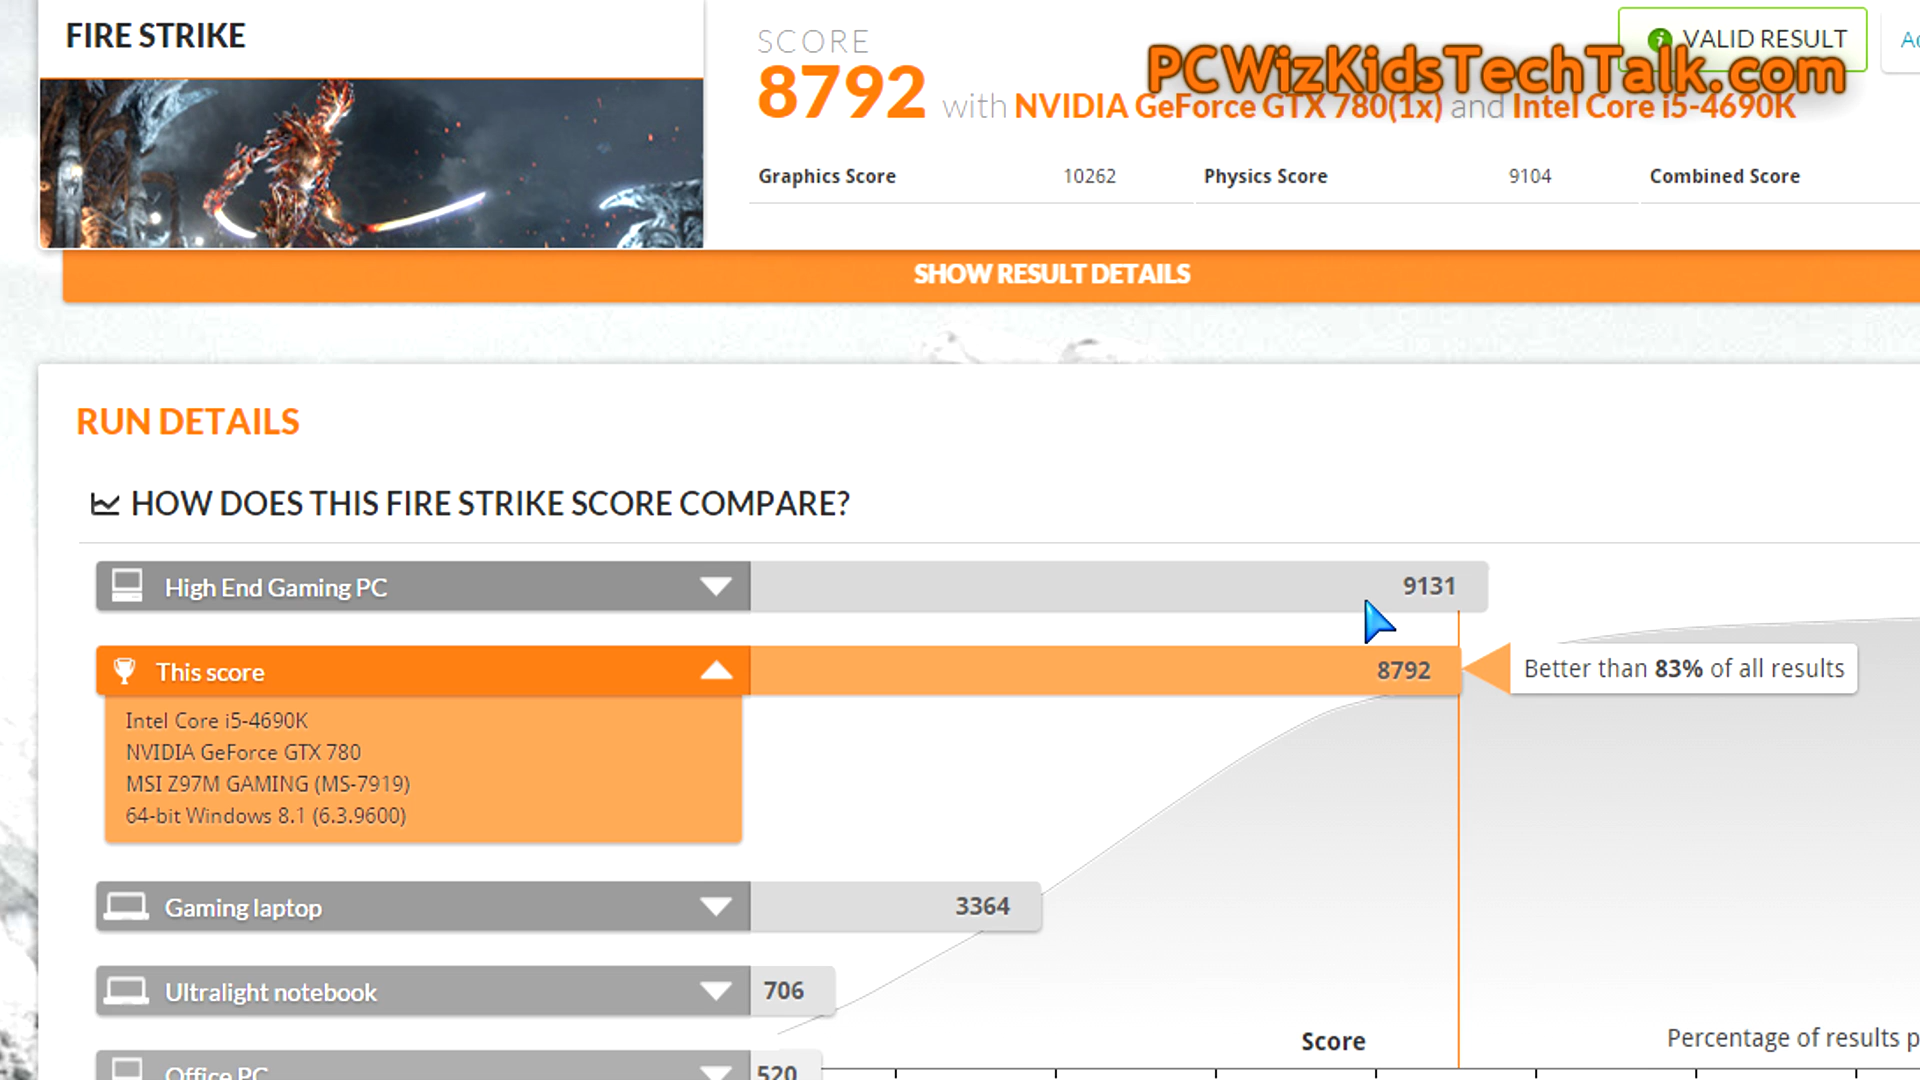 FIRE STRIKE
SCORE
8792 with NVIDIA GeForce GTX 780(1x) and Intel Core i5-4690K
VALID RESULT
PCWizKidsTechTalk.com
Graphics Score 10262 Physics Score 9104 Combined Score
SHOW RESULT DETAILS
RUN DETAILS
HOW DOES THIS FIRE STRIKE SCORE COMPARE?
High End Gaming PC 9131
This score 8792 Better than 83% of all results
Intel Core i5-4690K
NVIDIA GeForce GTX 780
MSI Z97M GAMING (MS-7919)
64-bit Windows 8.1 (6.3.9600)
Gaming laptop 3364
Ultralight notebook 706
Score Percentage of results
Office PC 520